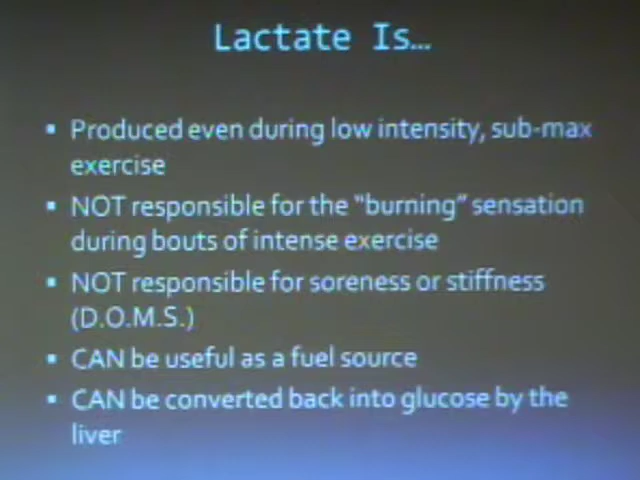 Lactate Is…
▪ Produced even during low intensity, sub-max
exercise
▪ NOT responsible for the "burning" sensation
during bouts of intense exercise
▪ NOT responsible for soreness or stiffness
(D.O.M.S.)
▪ CAN be useful as a fuel source
▪ CAN be converted back into glucose by the
liver